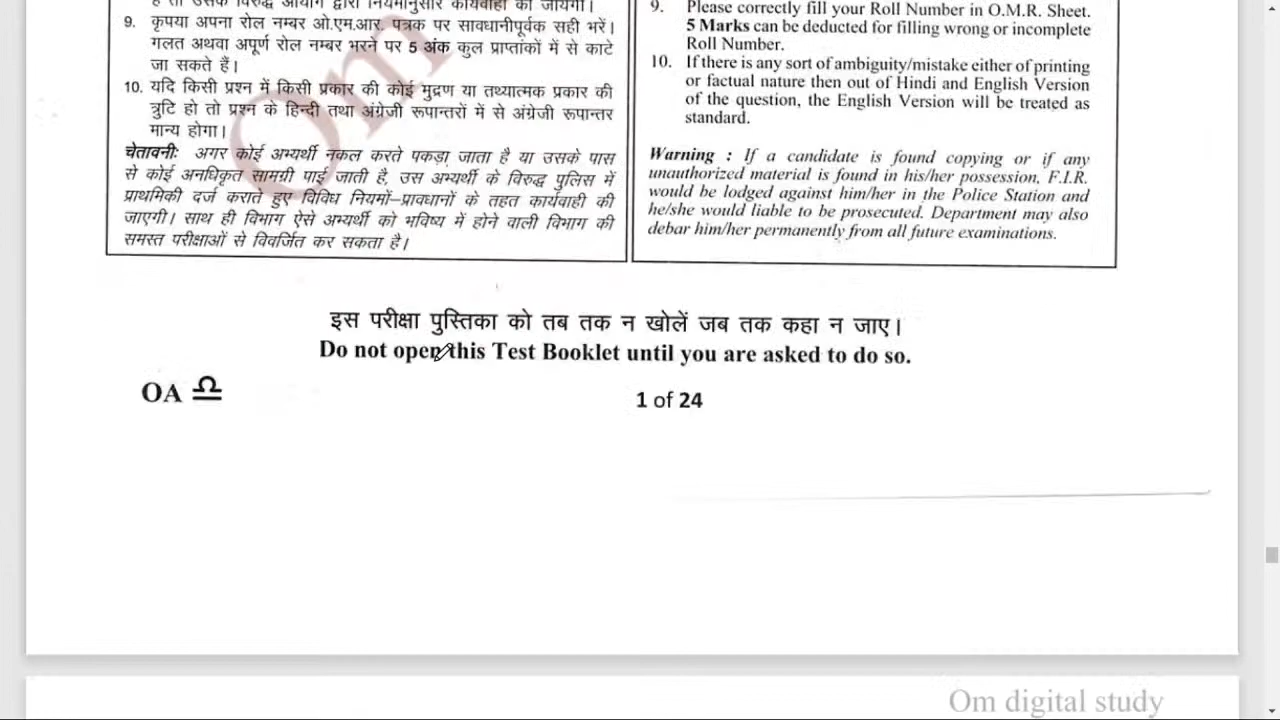 है तो उसके विरुद्ध आयोग द्वारा नियमानुसार कार्यवाही की जायेगी।
9. कृपया अपना रोल नम्बर ओ.एम.आर. पत्रक पर सावधानीपूर्वक सही भरें।
गलत अथवा अपूर्ण रोल नम्बर भरने पर 5 अंक कुल प्राप्तांकों में से काटे
जा सकते हैं।
10. यदि किसी प्रश्न में किसी प्रकार की कोई मुद्रण या तथ्यात्मक प्रकार की
त्रुटि हो तो प्रश्न के हिन्दी तथा अंग्रेजी रूपान्तरों में से अंग्रेजी रूपान्तर
मान्य होगा।
चेतावनीः अगर कोई अभ्यर्थी नकल करते पकड़ा जाता है या उसके पास
से कोई अनधिकृत सामग्री पाई जाती है, उस अभ्यर्थी के विरुद्ध पुलिस में
प्राथमिकी दर्ज कराते हुए विविध नियमों-प्रावधानों के तहत कार्यवाही की
जाएगी। साथ ही विभाग ऐसे अभ्यर्थी को भविष्य में होने वाली विभाग की
समस्त परीक्षाओं से विवर्जित कर सकता है।
9. Please correctly fill your Roll Number in O.M.R. Sheet.
5 Marks can be deducted for filling wrong or incomplete
Roll Number.
10. If there is any sort of ambiguity/mistake either of printing
or factual nature then out of Hindi and English Version
of the question, the English Version will be treated as
standard.
Warning : If a candidate is found copying or if any
unauthorized material is found in his/her possession, F.I.R.
would be lodged against him/her in the Police Station and
he/she would liable to be prosecuted. Department may also
debar him/her permanently from all future examinations.
Om
इस परीक्षा पुस्तिका को तब तक न खोलें जब तक कहा न जाए।
Do not open this Test Booklet until you are asked to do so.
OA ♎ 1 of 24
Om digital study